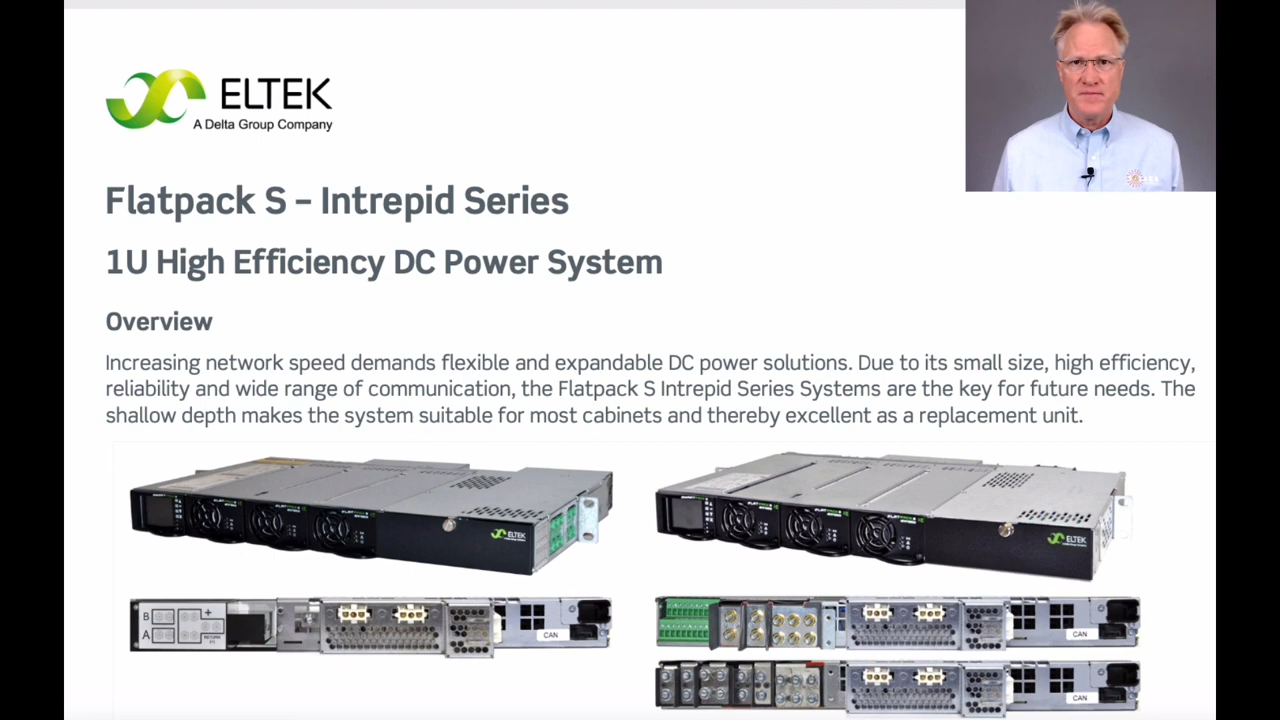 ELTEK
A Delta Group Company
Flatpack S – Intrepid Series
1U High Efficiency DC Power System
Overview
Increasing network speed demands flexible and expandable DC power solutions. Due to its small size, high efficiency,
reliability and wide range of communication, the Flatpack S Intrepid Series Systems are the key for future needs. The
shallow depth makes the system suitable for most cabinets and thereby excellent as a replacement unit.
ELTEK
ELTEK
B
+
A
RETURN
CAN
CAN
CAN